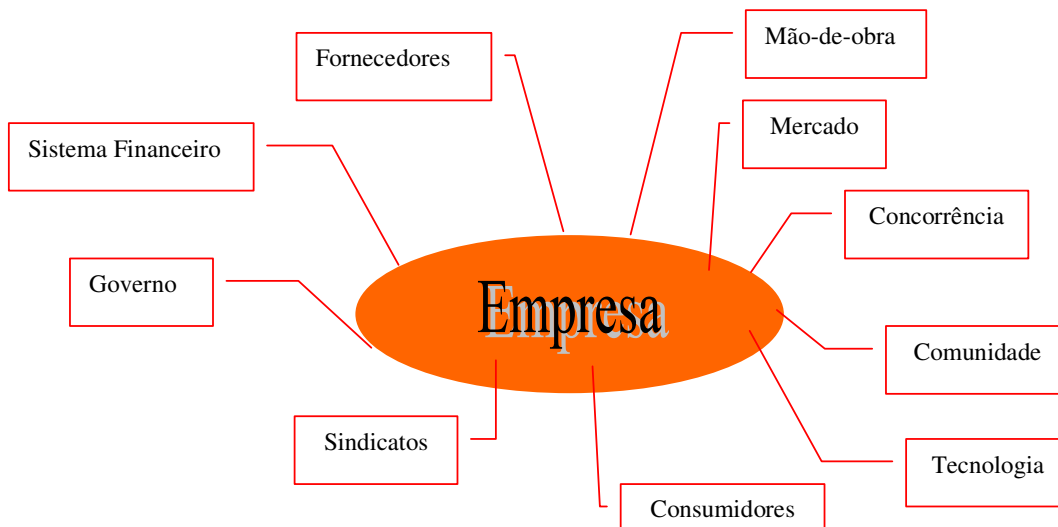 Mão-de-obra
Fornecedores
Mercado
Sistema Financeiro
Concorrência
Governo
Empresa
Comunidade
Sindicatos
Tecnologia
Consumidores